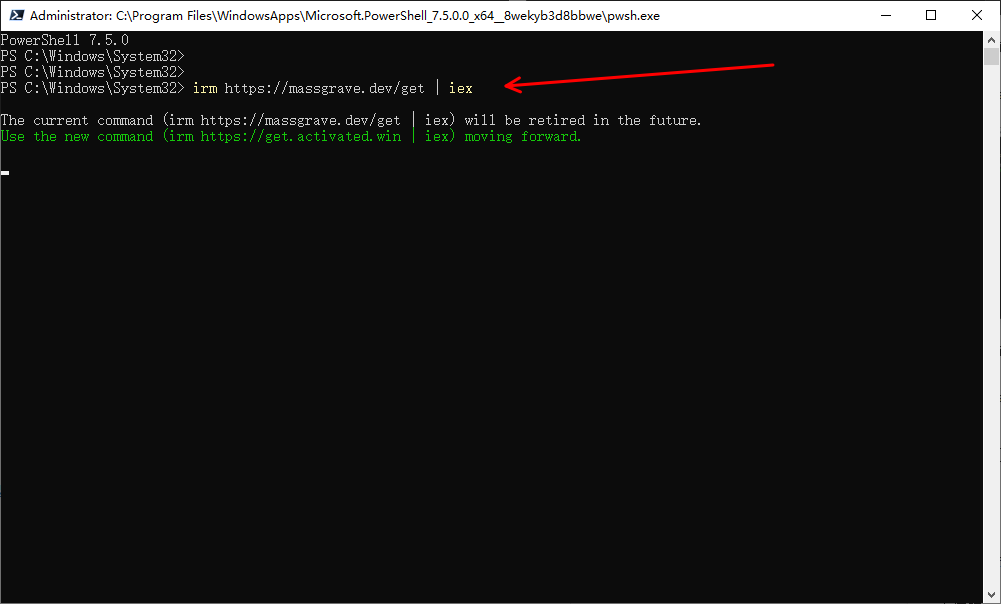 Administrator: C:\Program Files\WindowsApps\Microsoft.PowerShell_7.5.0.0_x64__8wekyb3d8bbwe\pwsh.exe
PowerShell 7.5.0
PS C:\Windows\System32>
PS C:\Windows\System32>
PS C:\Windows\System32> irm https://massgrave.dev/get | iex
The current command (irm https://massgrave.dev/get | iex) will be retired in the future.
Use the new command (irm https://get.activated.win | iex) moving forward.